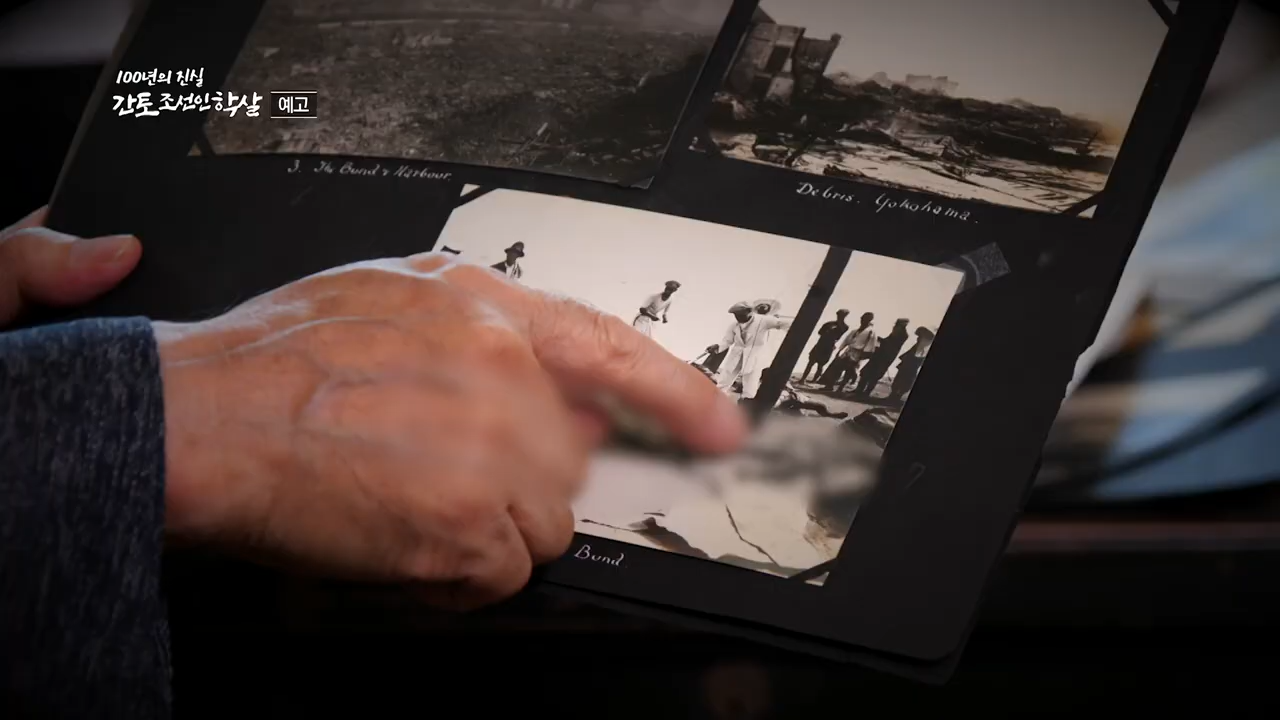 100년의 진실
간토 조선인 학살 예고
3. The Bund & Harbour.
Debris. Yokohama.
Bund.